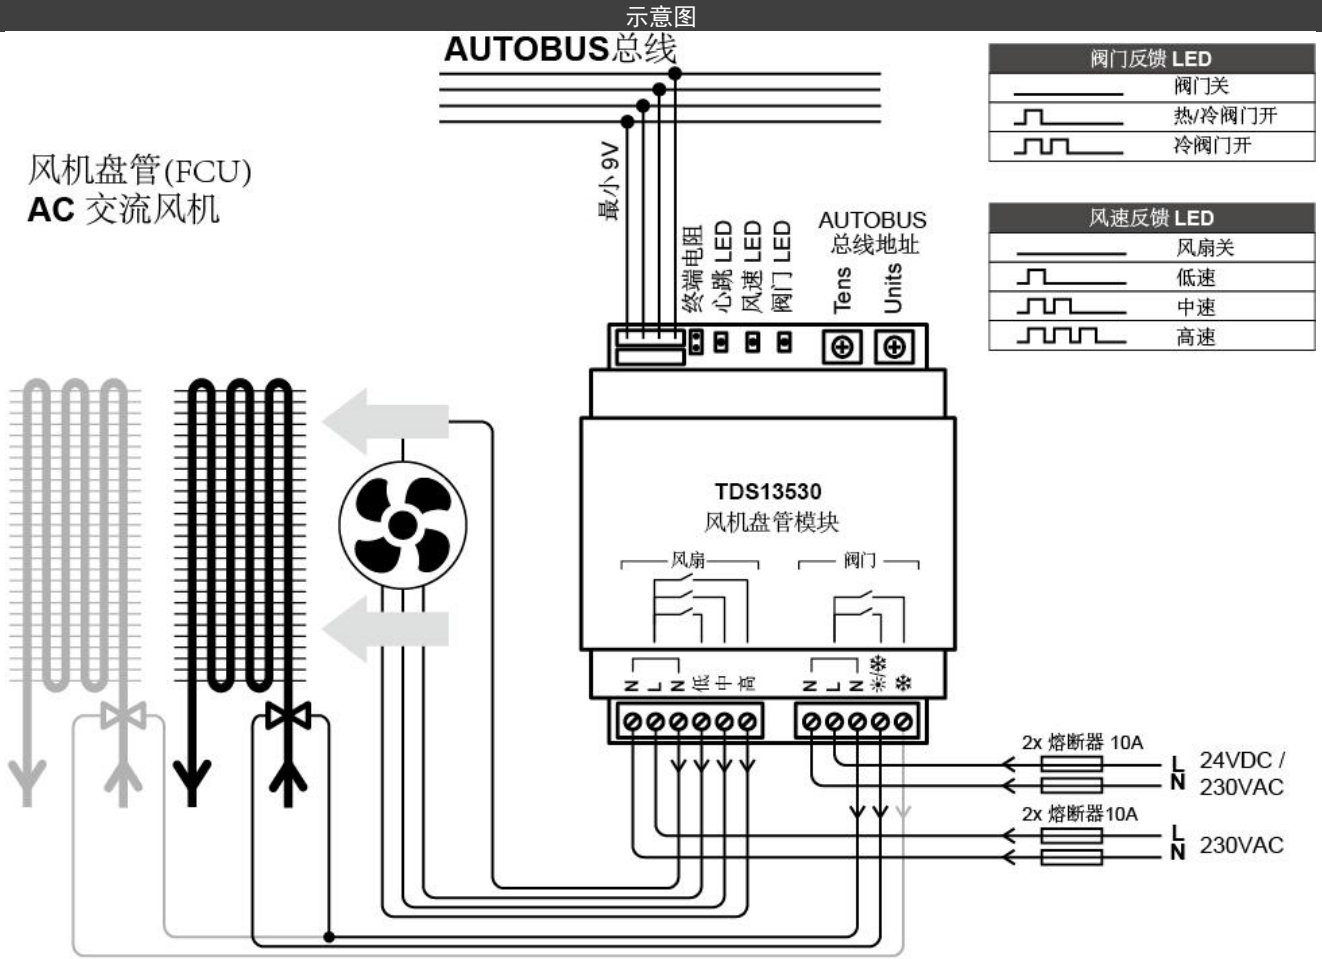 示意图
AUTOBUS总线
风机盘管(FCU)
AC 交流风机
最小 9V
终端电阻
心跳 LED
风速 LED
阀门 LED
AUTOBUS
总线地址
Tens
Units
阀门反馈 LED
阀门关
热/冷阀门开
冷阀门开
风速反馈 LED
风扇关
低速
中速
高速
TDS13530
风机盘管模块
风扇
阀门
N L N 低 中 高
N L N
2x 熔断器 10A
L 24VDC /
N 230VAC
2x 熔断器10A
L
N 230VAC